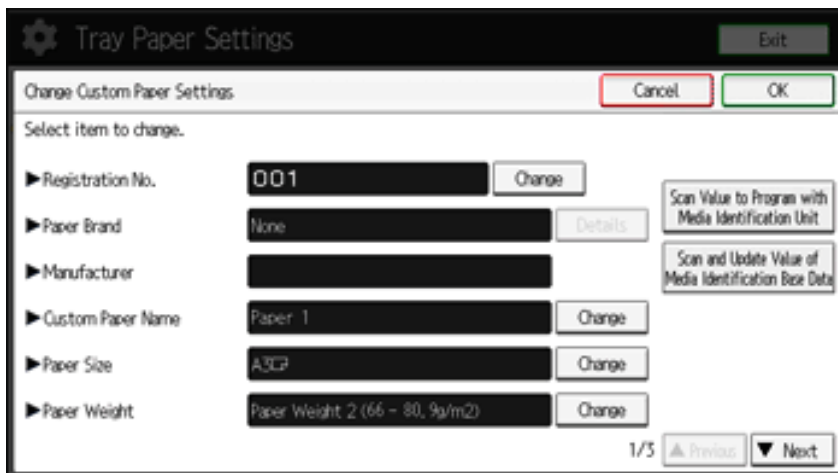 Tray Paper Settings
Exit
Change Custom Paper Settings
Cancel
OK
Select item to change.
▶Registration No.
001
Change
Scan Value to Program with
Media Identification Unit
▶Paper Brand
None
Details
Scan and Update Value of
Media Identification Base Data
▶Manufacturer
▶Custom Paper Name
Paper 1
Change
▶Paper Size
A3
Change
▶Paper Weight
Paper Weight 2 (66 - 80, 9g/m2)
Change
1/3
▲ Previous
▼ Next